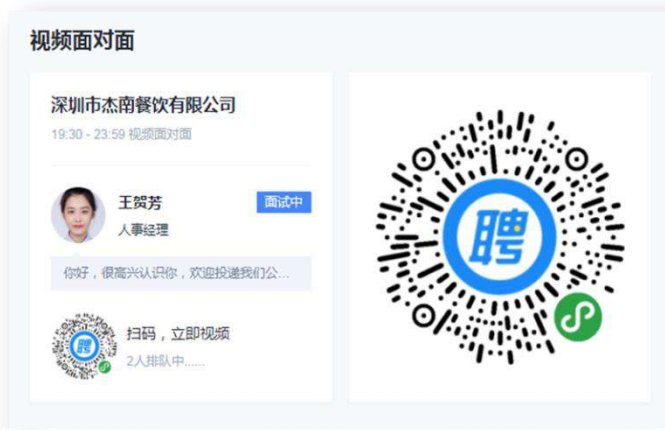 视频面对面
深圳市杰南餐饮有限公司
19:30 - 23:59 视频面对面
王贺芳
面试中
人事经理
你好，很高兴认识你，欢迎投递我们公...
聘
扫码，立即视频
2人排队中......
聘